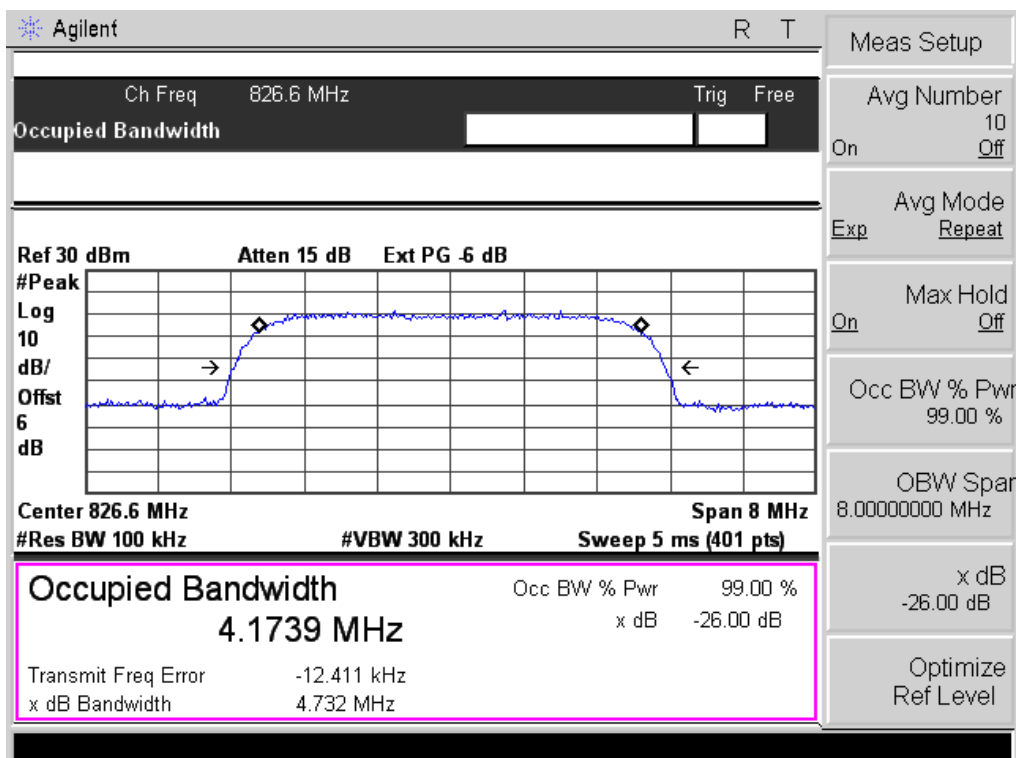 Agilent
R T
Ch Freq 826.6 MHz Trig Free
Occupied Bandwidth
Ref 30 dBm Atten 15 dB Ext PG -6 dB
#Peak
Log
10
dB/
Offst
6
dB
Center 826.6 MHz Span 8 MHz
#Res BW 100 kHz #VBW 300 kHz Sweep 5 ms (401 pts)
Occupied Bandwidth
4.1739 MHz
Occ BW % Pwr 99.00 %
x dB -26.00 dB
Transmit Freq Error -12.411 kHz
x dB Bandwidth 4.732 MHz
Meas Setup
Avg Number
10
On Off
Avg Mode
Exp Repeat
Max Hold
On Off
Occ BW % Pwr
99.00 %
OBW Span
8.00000000 MHz
x dB
-26.00 dB
Optimize
Ref Level